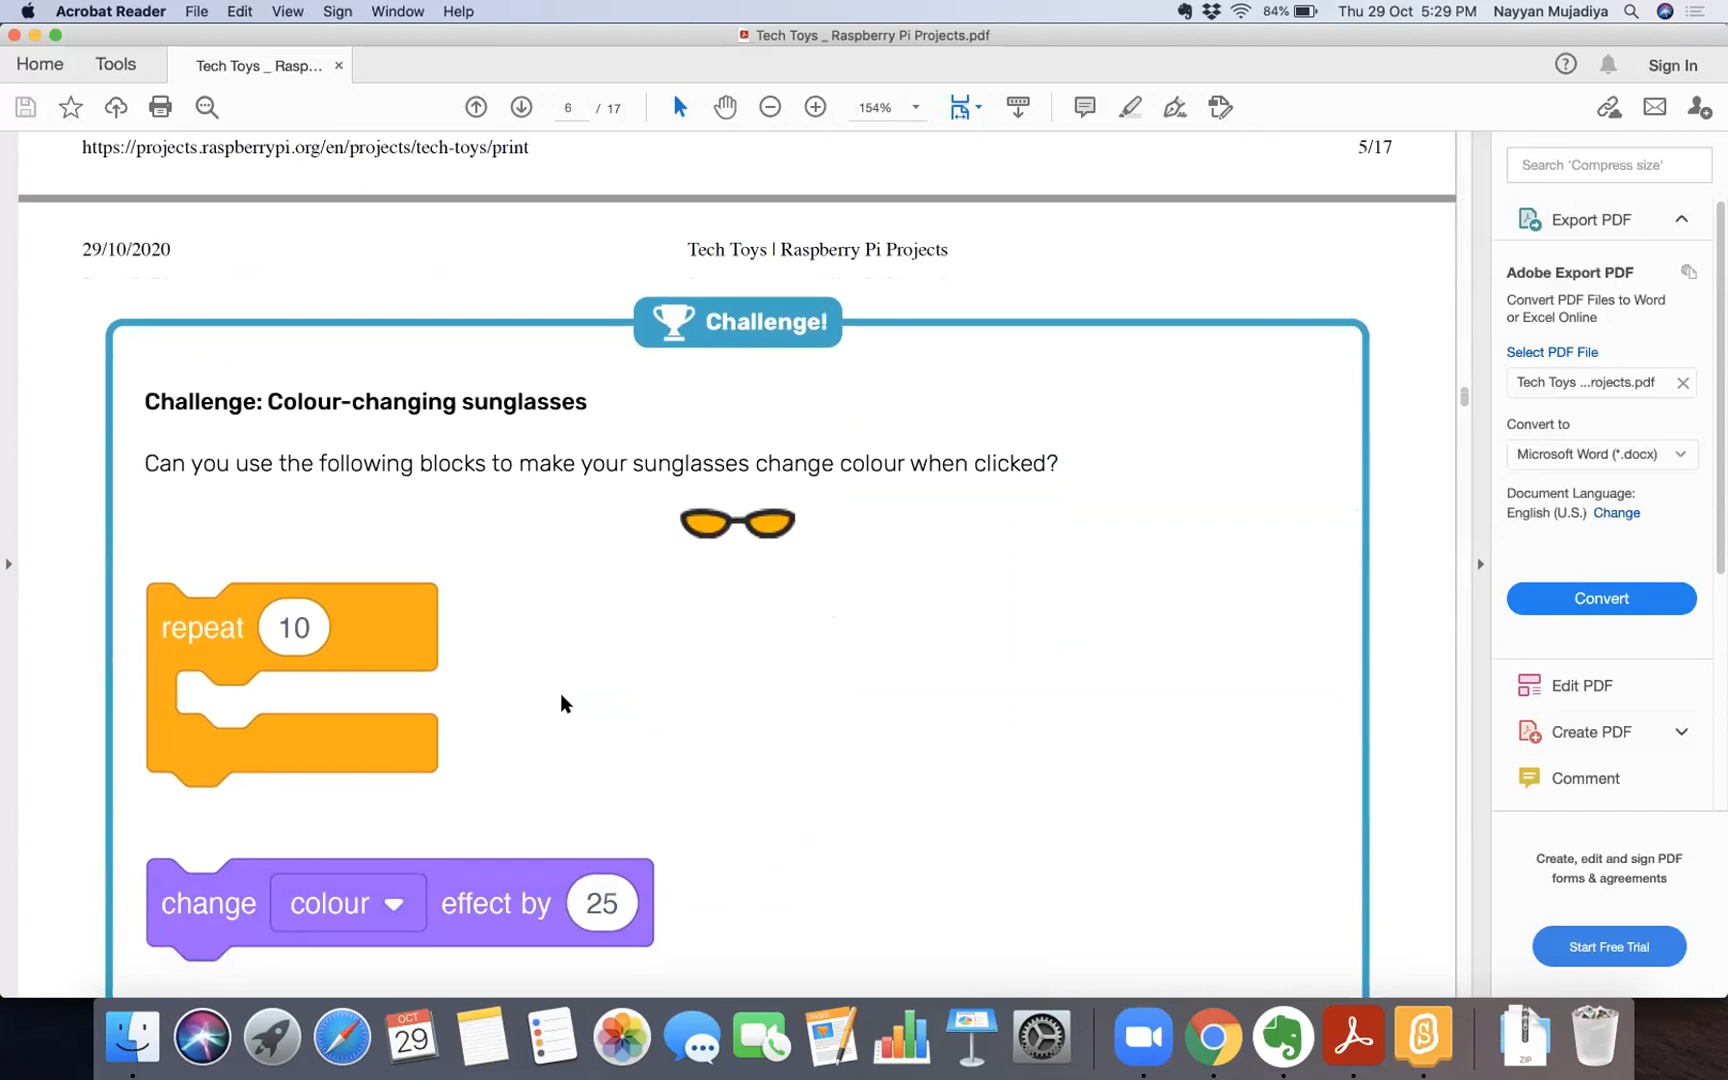 Acrobat Reader File Edit View Sign Window Help 84% Thu 29 Oct 5:29 PM Nayyan Mujadiya
Tech Toys _ Raspberry Pi Projects.pdf
Home Tools Tech Toys _ Rasp... Sign In
6 / 17 154%
https://projects.raspberrypi.org/en/projects/tech-toys/print 5/17
29/10/2020 Tech Toys | Raspberry Pi Projects
Challenge!
Challenge: Colour-changing sunglasses
Can you use the following blocks to make your sunglasses change colour when clicked?
repeat 10
change colour effect by 25
Search 'Compress size'
Export PDF
Adobe Export PDF
Convert PDF Files to Word
or Excel Online
Select PDF File
Tech Toys ...rojects.pdf
Convert to
Microsoft Word (*.docx)
Document Language:
English (U.S.) Change
Convert
Edit PDF
Create PDF
Comment
Create, edit and sign PDF
forms & agreements
Start Free Trial
OCT
29
PAGES
ZIP